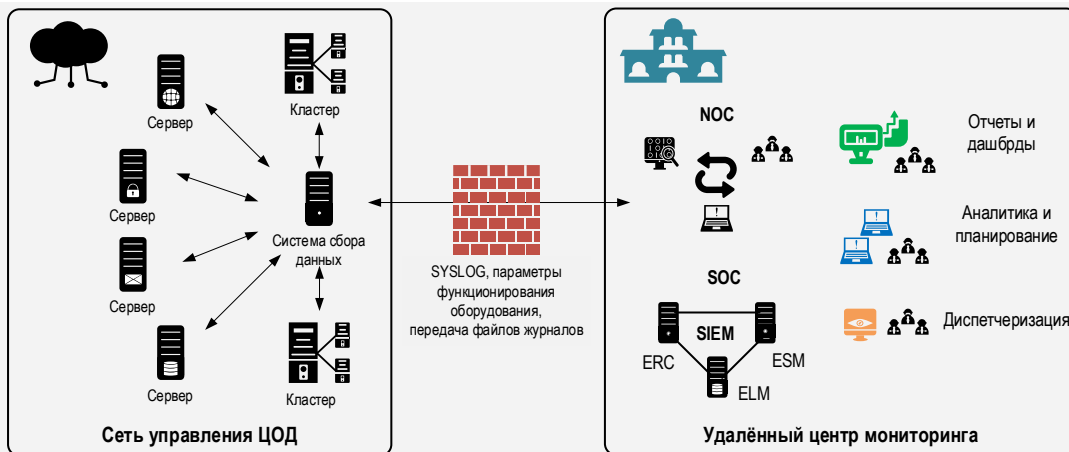 Сервер
Сервер
Сервер
Сервер
Кластер
Система сбора
данных
Кластер
Сеть управления ЦОД
SYSLOG, параметры
функционирования
оборудования,
передача файлов журналов
NOC
SOC
SIEM
ERC
ESM
ELM
Отчеты и
дашбрды
Аналитика и
планирование
Диспетчеризация
Удалённый центр мониторинга